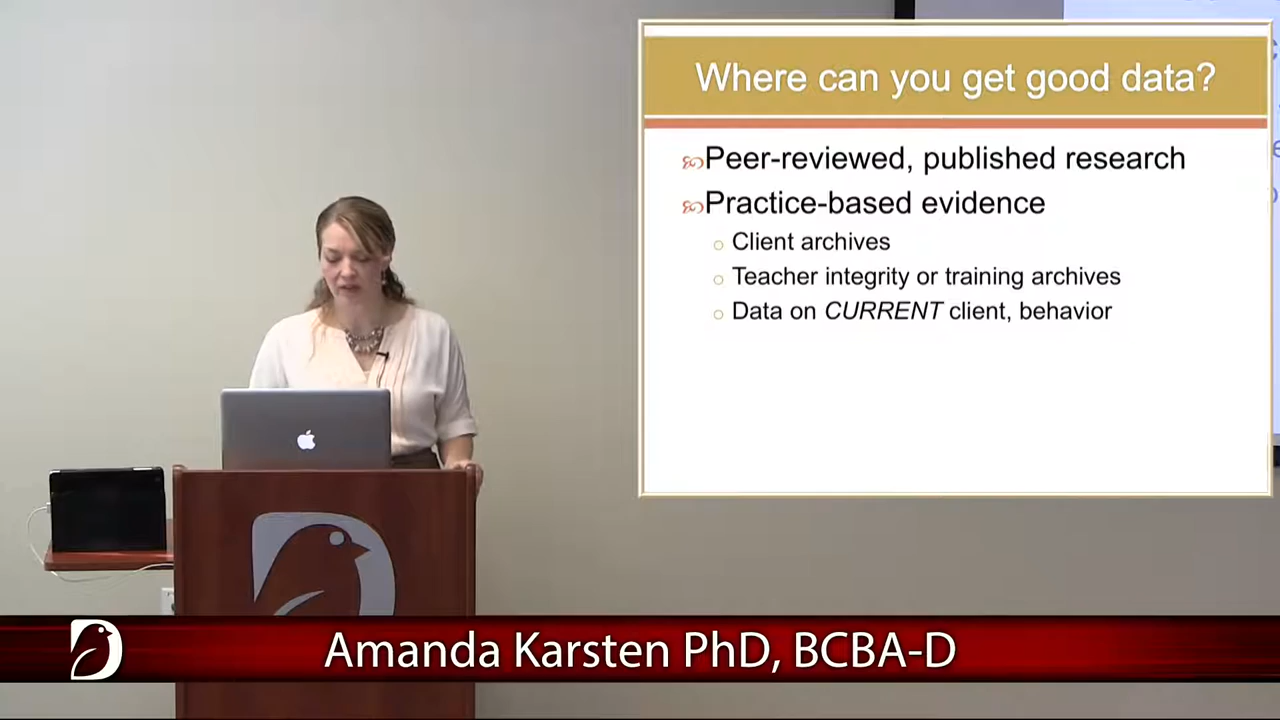 Where can you get good data?
Peer-reviewed, published research
Practice-based evidence
Client archives
Teacher integrity or training archives
Data on CURRENT client, behavior
Amanda Karsten PhD, BCBA-D